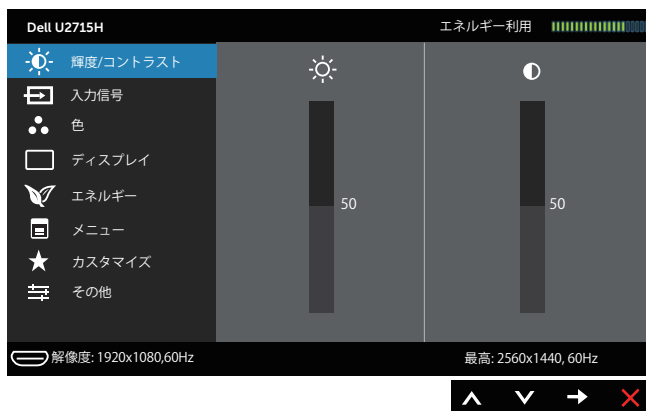 Dell U2715H エネルギー利用
輝度/コントラスト
入力信号
色
ディスプレイ
エネルギー
メニュー
カスタマイズ
その他
50
50
解像度: 1920x1080,60Hz
最高: 2560x1440, 60Hz